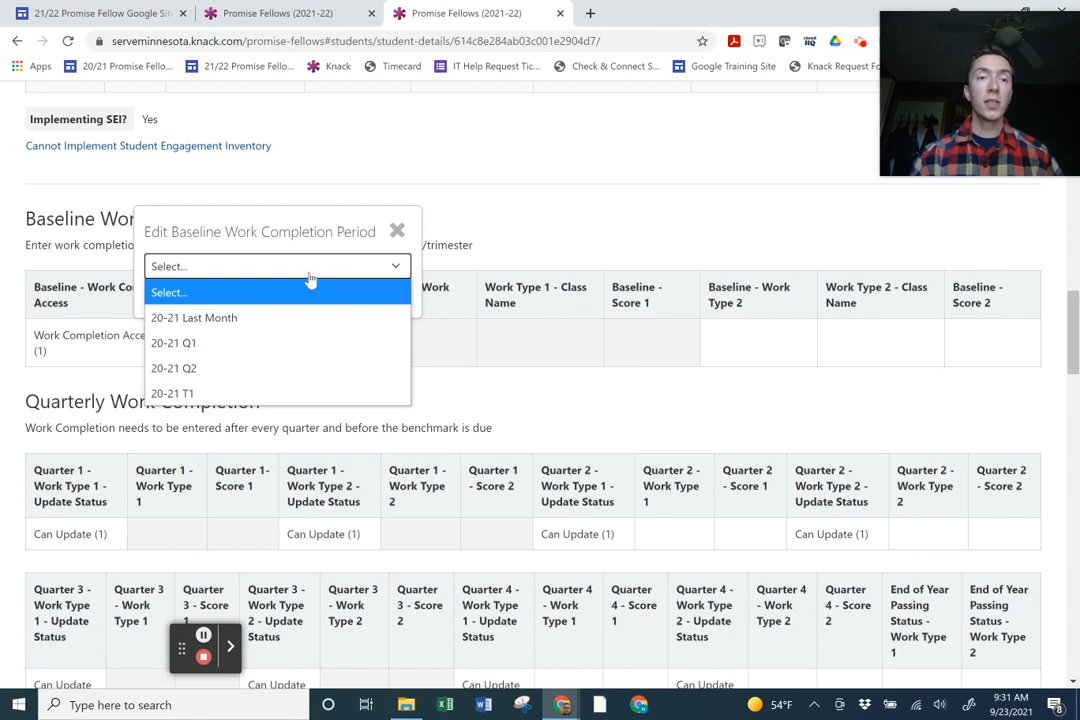 21/22 Promise Fellows Google Sit
Promise Fellows (2021-22)
Promise Fellows (2021-22)
serveminnesota.knack.com/promise-fellows#students/student-details/614c8e284ab03c001e2904d7/
Apps
20/21 Promise Fello...
21/22 Promise Fello...
Knack
Timecard
IT Help Request Tic...
Check & Connect S...
Google Training Site
Knack Request Fo
Implementing SEI? Yes
Cannot Implement Student Engagement Inventory
Baseline Wor
Enter work completio
/trimester
Edit Baseline Work Completion Period
Select...
Select...
20-21 Last Month
20-21 Q1
20-21 Q2
20-21 T1
Baseline - Work Co
Access
Work
Work Type 1 - Class
Name
Baseline -
Score 1
Baseline - Work
Type 2
Work Type 2 - Class
Name
Baseline -
Score 2
Work Completion Acce
(1)
Quarterly Work Completion
Work Completion needs to be entered after every quarter and before the benchmark is due
Quarter 1 -
Work Type
1 - Update
Status
Quarter 1 -
Work Type
1
Quarter 1-
Score 1
Quarter 1 -
Work Type 2 -
Update Status
Quarter 1 -
Work Type
2
Quarter 1
- Score 2
Quarter 2 -
Work Type 1 -
Update Status
Quarter 2 -
Work Type
1
Quarter 2
- Score 1
Quarter 2 -
Work Type 2 -
Update Status
Quarter 2 -
Work Type
2
Quarter 2
- Score 2
Can Update (1)
Can Update (1)
Can Update (1)
Can Update (1)
Quarter 3 -
Work Type
1 - Update
Status
Quarter 3
- Work
Type 1
Quarter
3 - Score
1
Quarter 3 -
Work Type
2 - Update
Status
Quarter 3
- Work
Type 2
Quarter
3 - Score
2
Quarter 4 -
Work Type
1 - Update
Status
Quarter 4
- Work
Type 1
Quarter
4 - Score
1
Quarter 4 -
Work Type
2 - Update
Status
Quarter 4
- Work
Type 2
Quarter
4 - Score
2
End of Year
Passing
Status -
Work Type
1
End of Year
Passing
Status -
Work Type
2
Can Update
Can Update
Can Update
Can Update
Type here to search
54°F
9:31 AM
9/23/2021
8